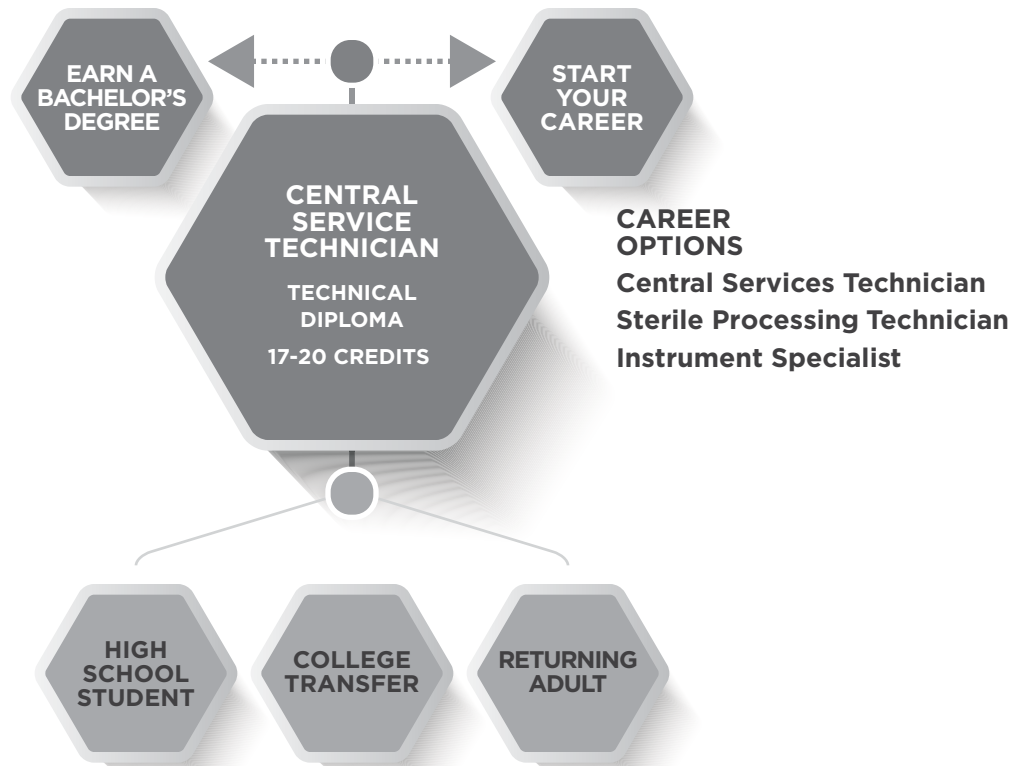 EARN A
BACHELOR'S
DEGREE
START
YOUR
CAREER
CENTRAL
SERVICE
TECHNICIAN
TECHNICAL
DIPLOMA
17-20 CREDITS
CAREER
OPTIONS
Central Services Technician
Sterile Processing Technician
Instrument Specialist
HIGH
SCHOOL
STUDENT
COLLEGE
TRANSFER
RETURNING
ADULT